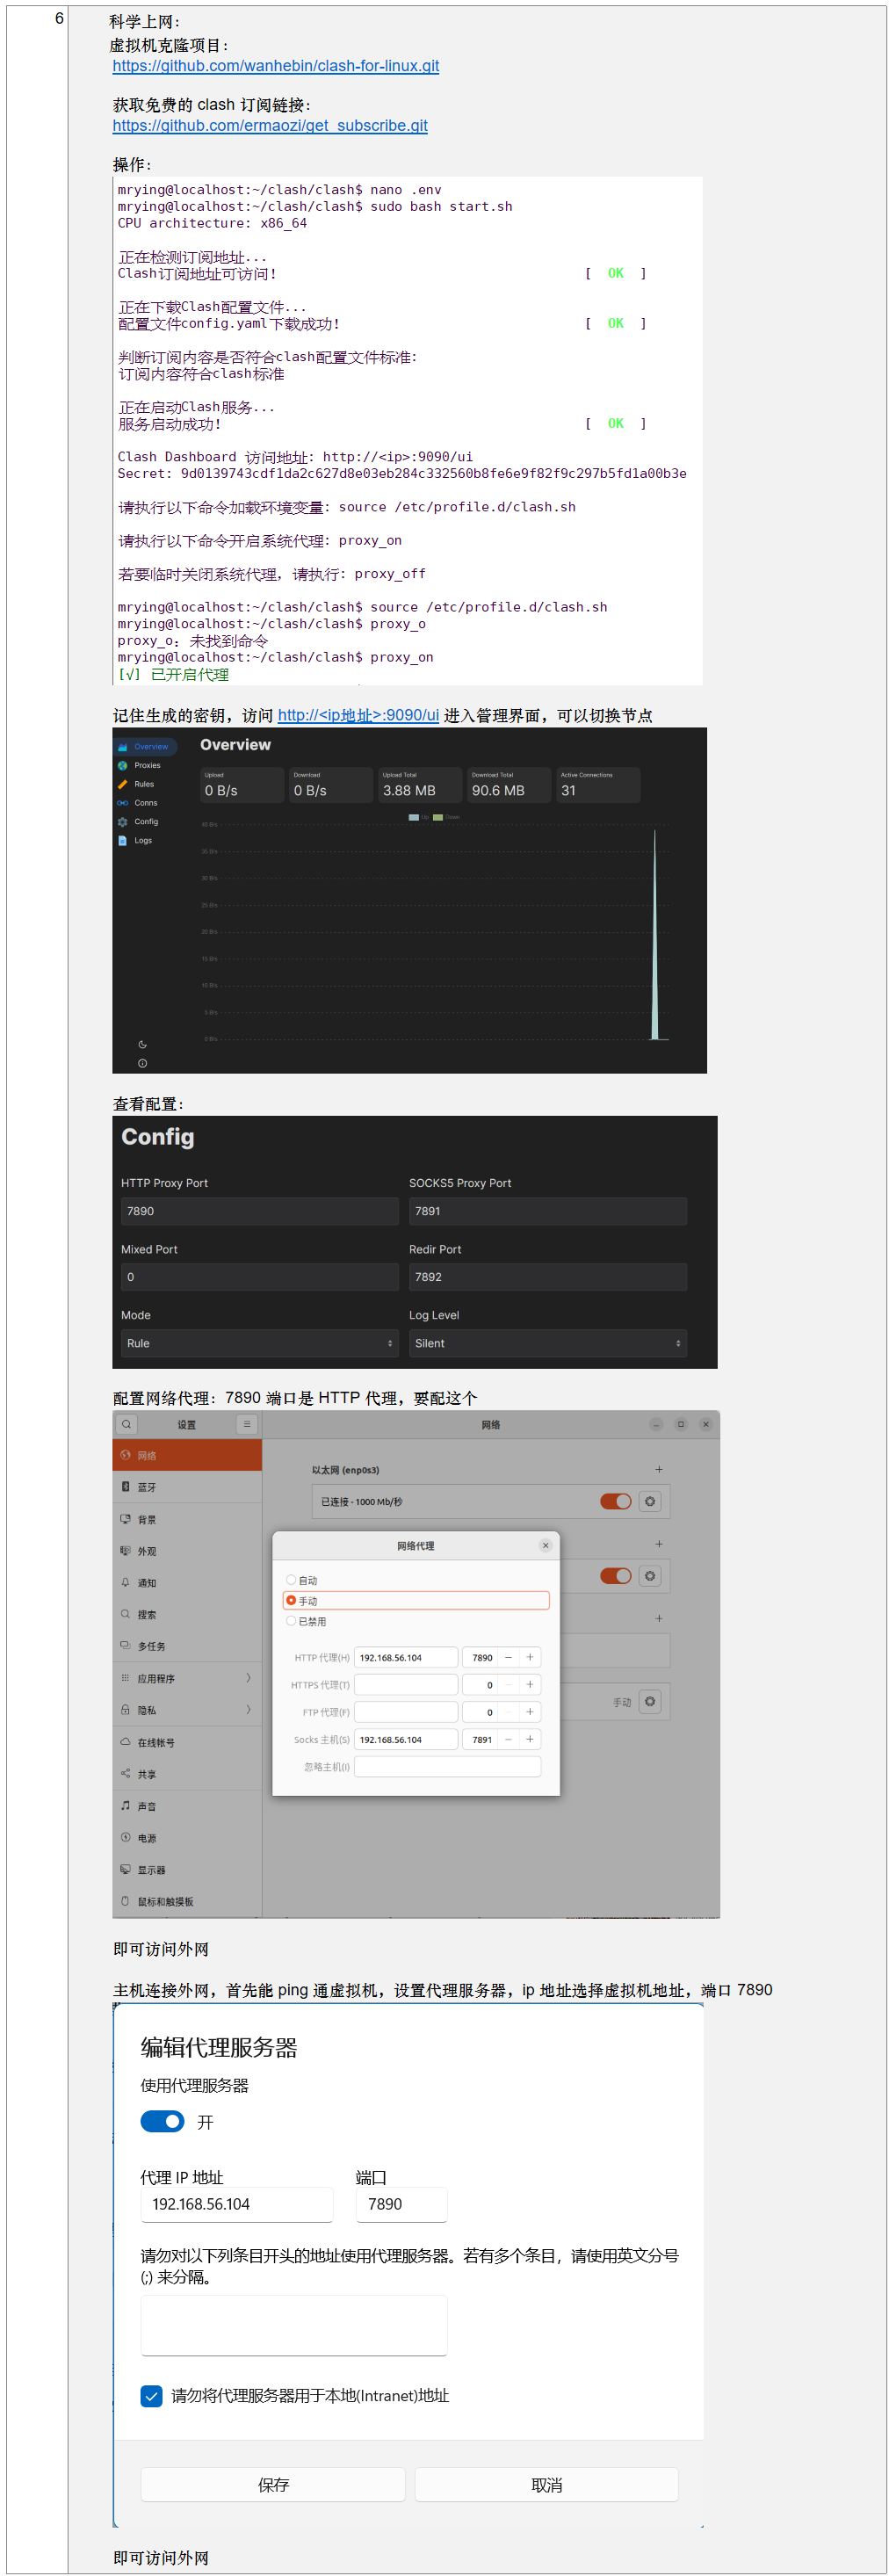 6
科学上网：
虚拟机克隆项目：
https://github.com/wanhebin/clash-for-linux.git
获取免费的 clash 订阅链接：
https://github.com/ermaozi/get_subscribe.git
操作：
mrying@localhost:~/clash/clash$ nano .env
mrying@localhost:~/clash/clash$ sudo bash start.sh
CPU architecture: x86_64
正在检测订阅地址...
Clash订阅地址可访问！ [ OK ]
正在下载Clash配置文件...
配置文件config.yaml下载成功！ [ OK ]
判断订阅内容是否符合clash配置文件标准:
订阅内容符合clash标准
正在启动Clash服务...
服务启动成功！ [ OK ]
Clash Dashboard 访问地址: http://<ip>:9090/ui
Secret: 9d0139743cdf1da2c627d8e03eb284c332560b8fe6e9f82f9c297b5fd1a00b3e
请执行以下命令加载环境变量: source /etc/profile.d/clash.sh
请执行以下命令开启系统代理: proxy_on
若要临时关闭系统代理，请执行: proxy_off
mrying@localhost:~/clash/clash$ source /etc/profile.d/clash.sh
mrying@localhost:~/clash/clash$ proxy_o
proxy_o：未找到命令
mrying@localhost:~/clash/clash$ proxy_on
[√] 已开启代理
记住生成的密钥，访问 http://<ip地址>:9090/ui 进入管理界面，可以切换节点
Overview
Proxies
Rules
Conns
Config
Logs
Overview
Upload Download Upload Total Download Total Active Connections
0 B/s 0 B/s 3.88 MB 90.6 MB 31
Up Down
40 B/s
35 B/s
30 B/s
25 B/s
20 B/s
15 B/s
10 B/s
5 B/s
0 B/s
查看配置：
Config
HTTP Proxy Port SOCKS5 Proxy Port
7890 7891
Mixed Port Redir Port
0 7892
Mode Log Level
Rule Silent
配置网络代理：7890 端口是 HTTP 代理，要配这个
设置 网络
网络
蓝牙
背景
外观
通知
搜索
多任务
应用程序
隐私
在线帐号
共享
声音
电源
显示器
鼠标和触摸板
以太网 (enp0s3)
已连接 - 1000 Mb/秒
手动
网络代理
自动
手动
已禁用
HTTP 代理(H) 192.168.56.104 7890 − +
HTTPS 代理(T) 0 − +
FTP 代理(F) 0 − +
Socks 主机(S) 192.168.56.104 7891 − +
忽略主机(I)
即可访问外网
主机连接外网，首先能 ping 通虚拟机，设置代理服务器，ip 地址选择虚拟机地址，端口 7890
编辑代理服务器
使用代理服务器
开
代理 IP 地址 端口
192.168.56.104 7890
请勿对以下列条目开头的地址使用代理服务器。若有多个条目，请使用英文分号
(;) 来分隔。
请勿将代理服务器用于本地(Intranet)地址
保存 取消
即可访问外网